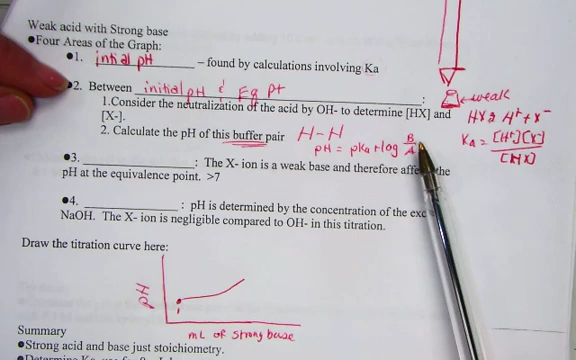 Weak acid with Strong base
●Four Areas of the Graph:
●1. initial pH – found by calculations involving Ka
●2. Between initial pH & Eq pt :
1.Consider the neutralization of the acid by OH- to determine [HX] and
[X-].
2. Calculate the pH of this buffer pair H-H
pH = pKa + log B/A
weak
HX ⇌ H+ + X-
Ka = [H+][X-]/[HX]
●3. : The X- ion is a weak base and therefore the
pH at the equivalence point. >7
●4. : pH is determined by the concentration of the
NaOH. The X- ion is negligible compared to OH- in this titration.
Draw the titration curve here:
pH
mL of strong base
Summary
●Strong acid and base just stoichiometry.